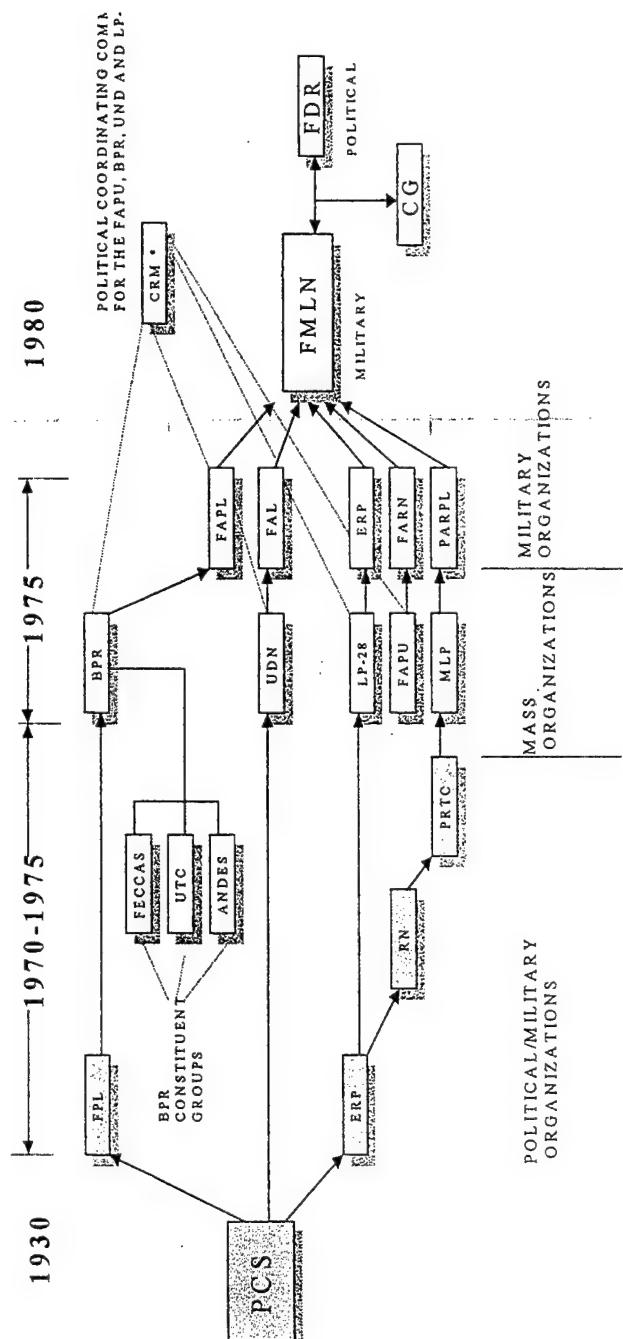 1930
1970-1975
1975
1980
PCS
FPL
ERP
BPR
CONSTITUENT
GROUPS
FECCAS
UTC
ANDES
RN
PRTC
BPR
UDN
LP-28
FAPU
MLP
FAPL
FAL
ERP
FARN
PARPL
CRM *
POLITICAL COORDINATING
FOR THE FAPU, BPR, UND AND LP-
FMLN
MILITARY
FDR
POLITICAL
CG
POLITICAL/MILITARY
ORGANIZATIONS
MASS
ORGANIZATIONS
MILITARY
ORGANIZATIONS